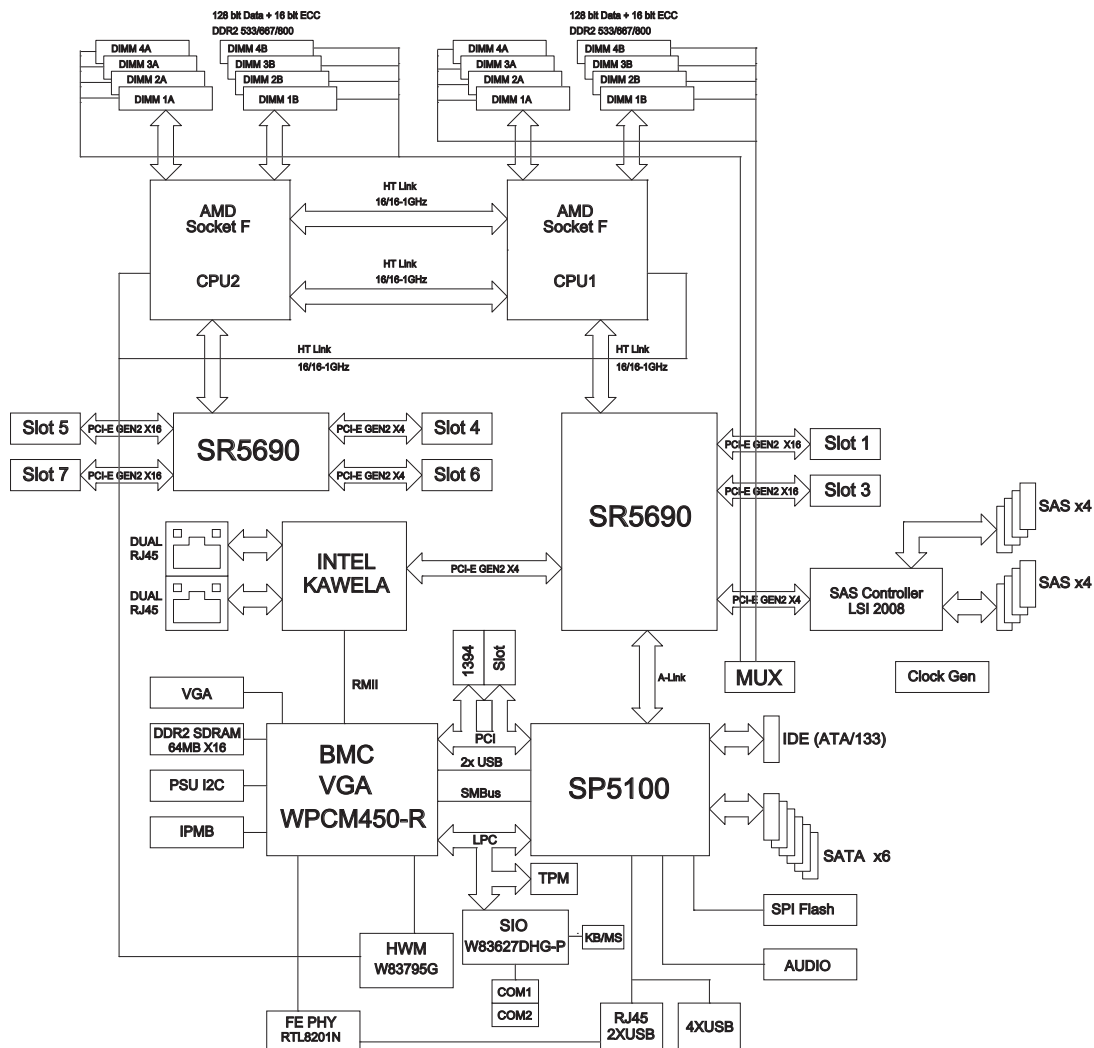 128 bit Data + 16 bit ECC
DDR2 533/667/800
DIMM 4A
DIMM 3A
DIMM 2A
DIMM 1A
DIMM 4B
DIMM 3B
DIMM 2B
DIMM 1B
128 bit Data + 16 bit ECC
DDR2 533/667/800
DIMM 4A
DIMM 3A
DIMM 2A
DIMM 1A
DIMM 4B
DIMM 3B
DIMM 2B
DIMM 1B
AMD
Socket F
CPU2
HT Link
16/16-1GHz
HT Link
16/16-1GHz
AMD
Socket F
CPU1
HT Link
16/16-1GHz
HT Link
16/16-1GHz
Slot 5
PCI-E GEN2 X16
Slot 7
PCI-E GEN2 X16
SR5690
PCI-E GEN2 X4
Slot 4
PCI-E GEN2 X4
Slot 6
SR5690
PCI-E GEN2 X16
Slot 1
PCI-E GEN2 X16
Slot 3
PCI-E GEN2 X4
SAS Controller
LSI 2008
SAS x4
SAS x4
DUAL
RJ45
DUAL
RJ45
INTEL
KAWELA
PCI-E GEN2 X4
RMII
1394
Slot
A-Link
MUX
Clock Gen
VGA
DDR2 SDRAM
64MB X16
PSU I2C
IPMB
BMC
VGA
WPCM450-R
PCI
2x USB
SMBus
LPC
SP5100
IDE (ATA/133)
SATA x6
TPM
SPI Flash
SIO
W83627DHG-P
KB/MS
HWM
W83795G
AUDIO
COM1
COM2
FE PHY
RTL8201N
RJ45
2XUSB
4XUSB